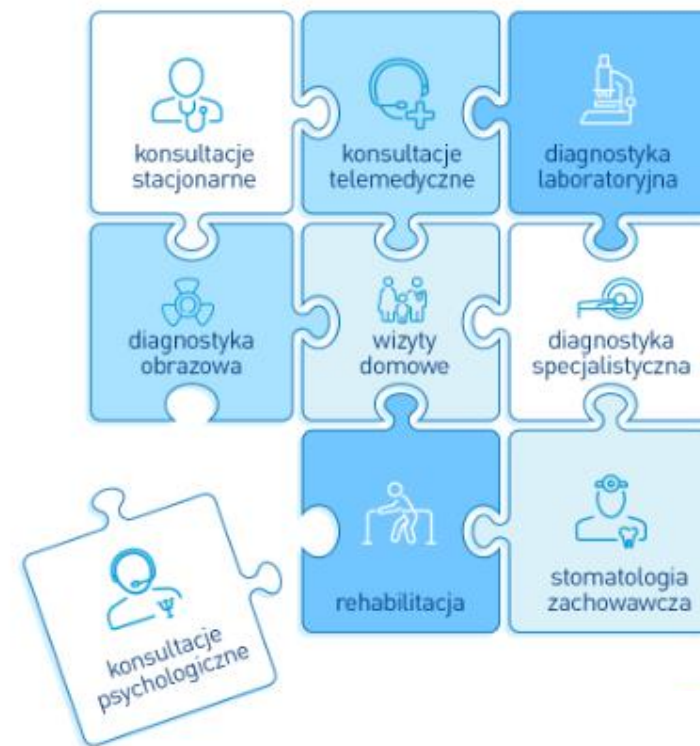 konsultacje
stacjonarne
konsultacje
telemedyczne
diagnostyka
laboratoryjna
diagnostyka
obrazowa
wizyty
domowe
diagnostyka
specjalistyczna
konsultacje
psychologiczne
rehabilitacja
stomatologia
zachowawcza